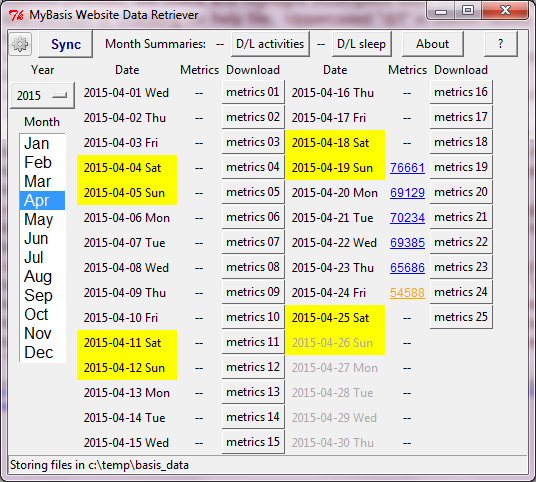 MyBasis Website Data Retriever
Sync Month Summaries: -- D/L activities -- D/L sleep About ?
Year Date Metrics Download Date Metrics Download
2015
Month
Jan
Feb
Mar
Apr
May
Jun
Jul
Aug
Sep
Oct
Nov
Dec
2015-04-01 Wed -- metrics 01 2015-04-16 Thu -- metrics 16
2015-04-02 Thu -- metrics 02 2015-04-17 Fri -- metrics 17
2015-04-03 Fri -- metrics 03 2015-04-18 Sat -- metrics 18
2015-04-04 Sat -- metrics 04 2015-04-19 Sun 76661 metrics 19
2015-04-05 Sun -- metrics 05 2015-04-20 Mon 69129 metrics 20
2015-04-06 Mon -- metrics 06 2015-04-21 Tue 70234 metrics 21
2015-04-07 Tue -- metrics 07 2015-04-22 Wed 69385 metrics 22
2015-04-08 Wed -- metrics 08 2015-04-23 Thu 65686 metrics 23
2015-04-09 Thu -- metrics 09 2015-04-24 Fri 54588 metrics 24
2015-04-10 Fri -- metrics 10 2015-04-25 Sat -- metrics 25
2015-04-11 Sat -- metrics 11 2015-04-26 Sun
2015-04-12 Sun -- metrics 12 2015-04-27 Mon
2015-04-13 Mon -- metrics 13 2015-04-28 Tue
2015-04-14 Tue -- metrics 14 2015-04-29 Wed
2015-04-15 Wed -- metrics 15 2015-04-30 Thu
Storing files in c:\temp\basis_data